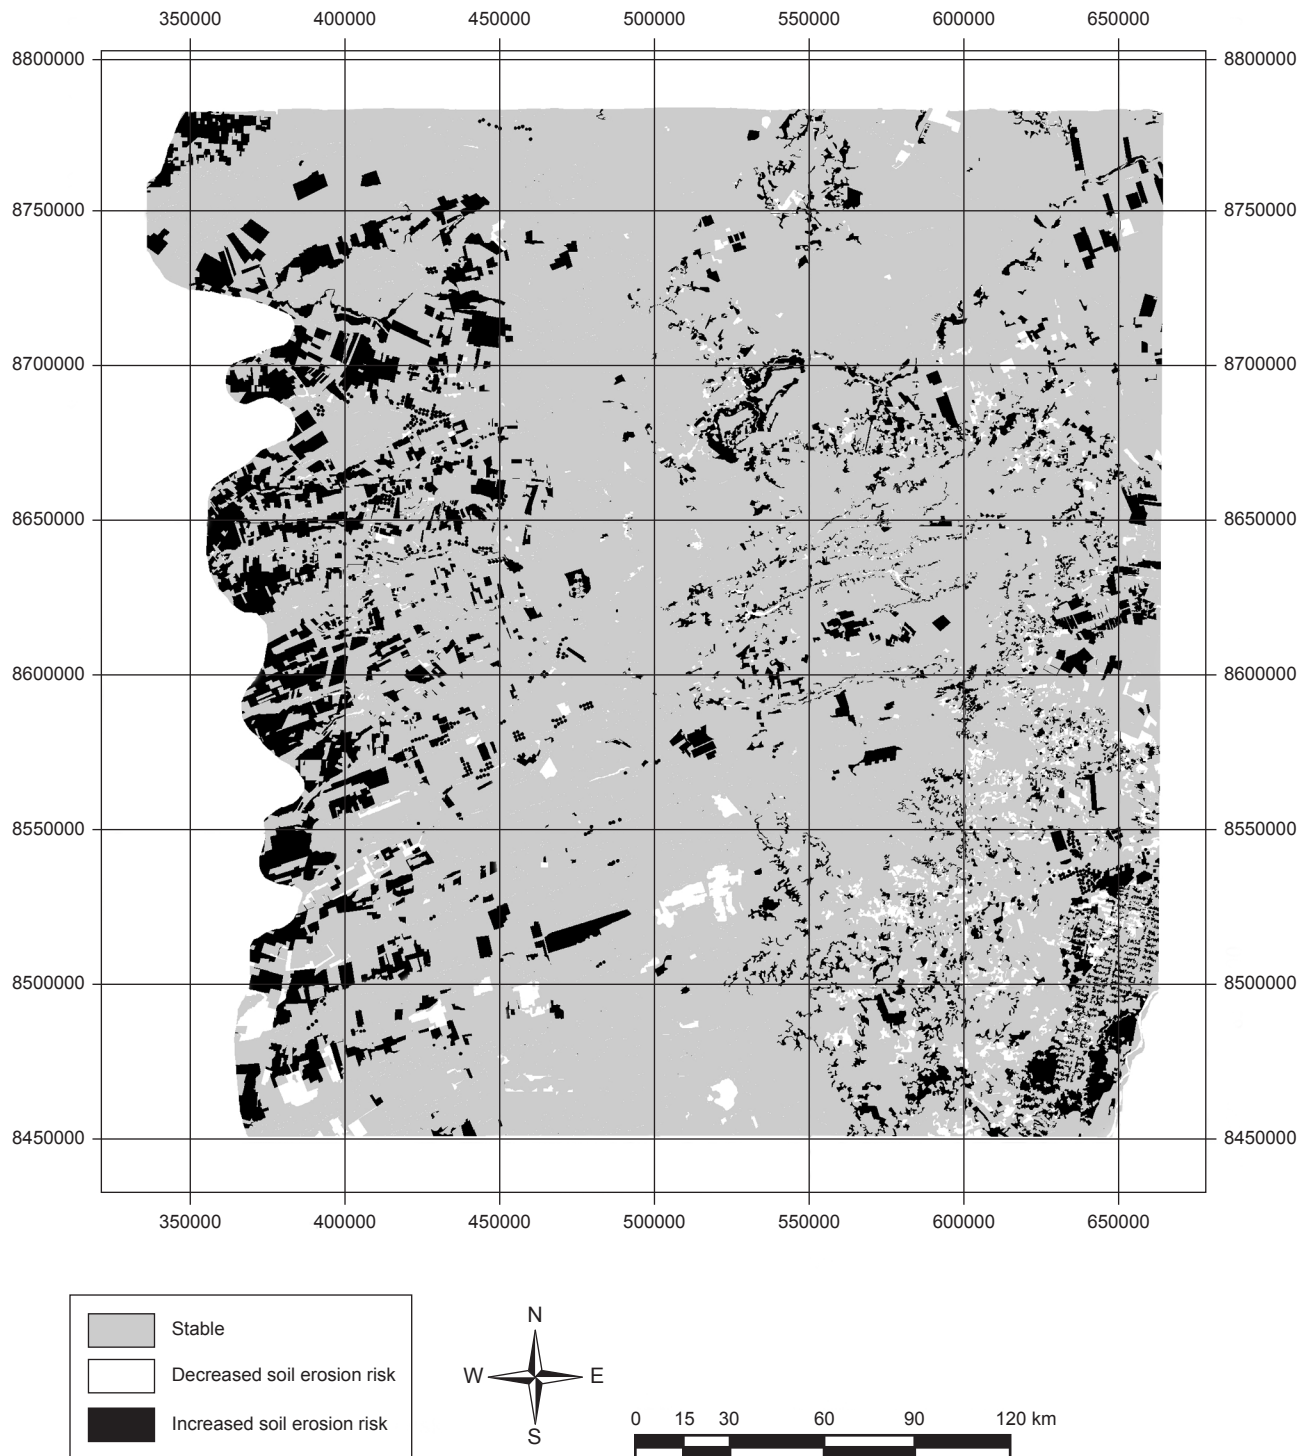 350000 400000 450000 500000 550000 600000 650000
8800000 8800000
8750000 8750000
8700000 8700000
8650000 8650000
8600000 8600000
8550000 8550000
8500000 8500000
8450000 8450000
350000 400000 450000 500000 550000 600000 650000
Stable
Decreased soil erosion risk
Increased soil erosion risk
N
W E
S
0 15 30 60 90 120 km